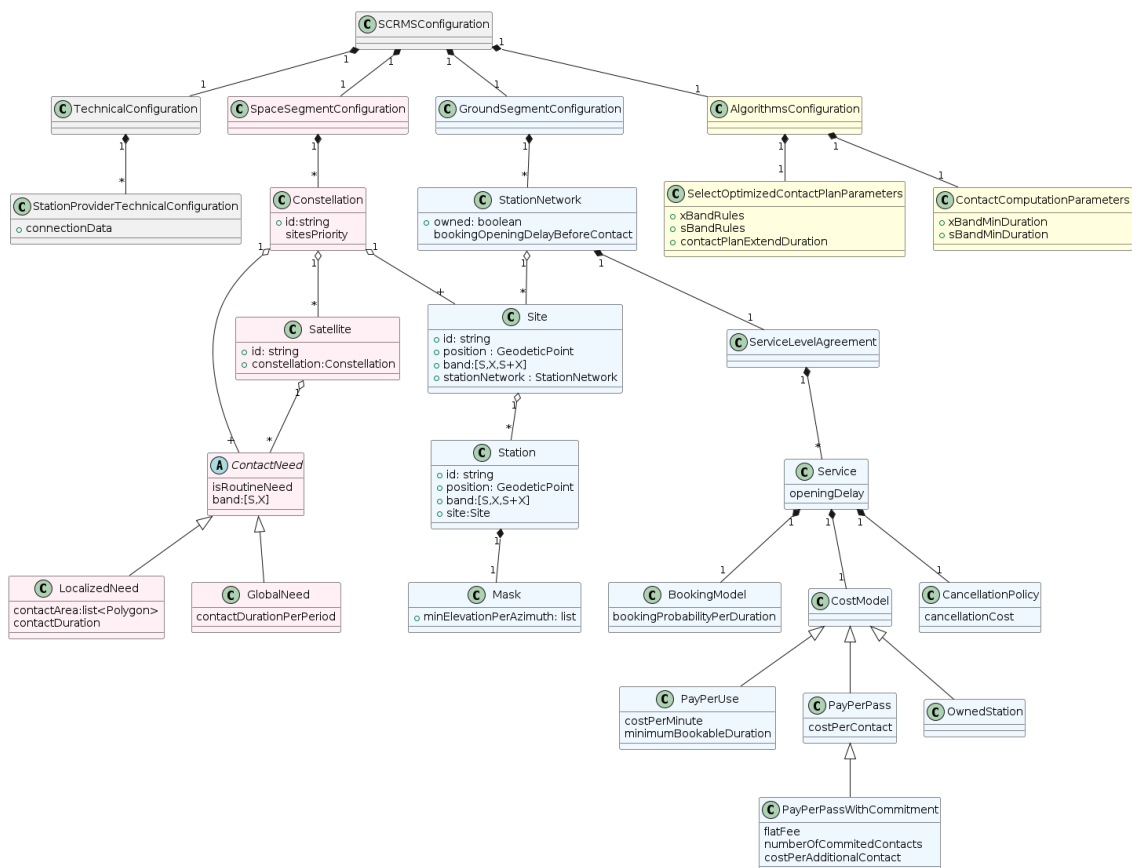 C SCRMSConfiguration
1 1 1 1
1 1 1 1
C TechnicalConfiguration
C SpaceSegmentConfiguration
C GroundSegmentConfiguration
C AlgorithmsConfiguration
1 1 1 1 1
* * * 1 1
C StationProviderTechnicalConfiguration
connectionData
C Constellation
id:string
sitesPriority
C StationNetwork
owned: boolean
bookingOpeningDelayBeforeContact
C SelectOptimizedContactPlanParameters
xBandRules
sBandRules
contactPlanExtendDuration
C ContactComputationParameters
xBandMinDuration
sBandMinDuration
1 1 1 1 1
* + * 1
C Satellite
id: string
constellation:Constellation
C Site
id: string
position : GeodeticPoint
band:[S,X,S+X]
stationNetwork : StationNetwork
C ServiceLevelAgreement
1 1 1
+ * * *
A ContactNeed
isRoutineNeed
band:[S,X]
C Station
id: string
position: GeodeticPoint
band:[S,X,S+X]
site:Site
C Service
openingDelay
1 1 1 1
1 1 1 1
C LocalizedNeed
contactArea:list<Polygon>
contactDuration
C GlobalNeed
contactDurationPerPeriod
C Mask
minElevationPerAzimuth: list
C BookingModel
bookingProbabilityPerDuration
C CostModel
C CancellationPolicy
cancellationCost
C PayPerUse
costPerMinute
minimumBookableDuration
C PayPerPass
costPerContact
C OwnedStation
C PayPerPassWithCommitment
flatFee
numberOfCommitedContacts
costPerAdditionalContact